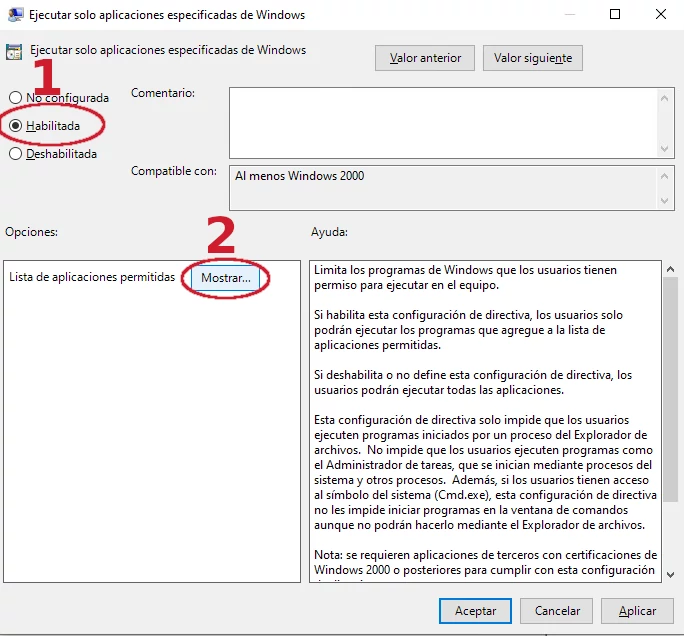 Ejecutar solo aplicaciones especificadas de Windows
Ejecutar solo aplicaciones especificadas de Windows
Valor anterior
Valor siguiente
1
No configurada
Comentario:
Habilitada
Deshabilitada
Compatible con:
Al menos Windows 2000
2
Opciones:
Ayuda:
Lista de aplicaciones permitidas
Mostrar...
Limita los programas de Windows que los usuarios tienen
permiso para ejecutar en el equipo.
Si habilita esta configuración de directiva, los usuarios solo
podrán ejecutar los programas que agregue a la lista de
aplicaciones permitidas.
Si deshabilita o no define esta configuración de directiva, los
usuarios podrán ejecutar todas las aplicaciones.
Esta configuración de directiva solo impide que los usuarios
ejecuten programas iniciados por un proceso del Explorador de
archivos.  No impide que los usuarios ejecuten programas como
el Administrador de tareas, que se inician mediante procesos del
sistema y otros procesos.  Además, si los usuarios tienen acceso
al símbolo del sistema (Cmd.exe), esta configuración de directiva
no les impide iniciar programas en la ventana de comandos
aunque no podrán hacerlo mediante el Explorador de archivos.
Nota: se requieren aplicaciones de terceros con certificaciones de
Windows 2000 o posteriores para cumplir con esta configuración
Aceptar
Cancelar
Aplicar